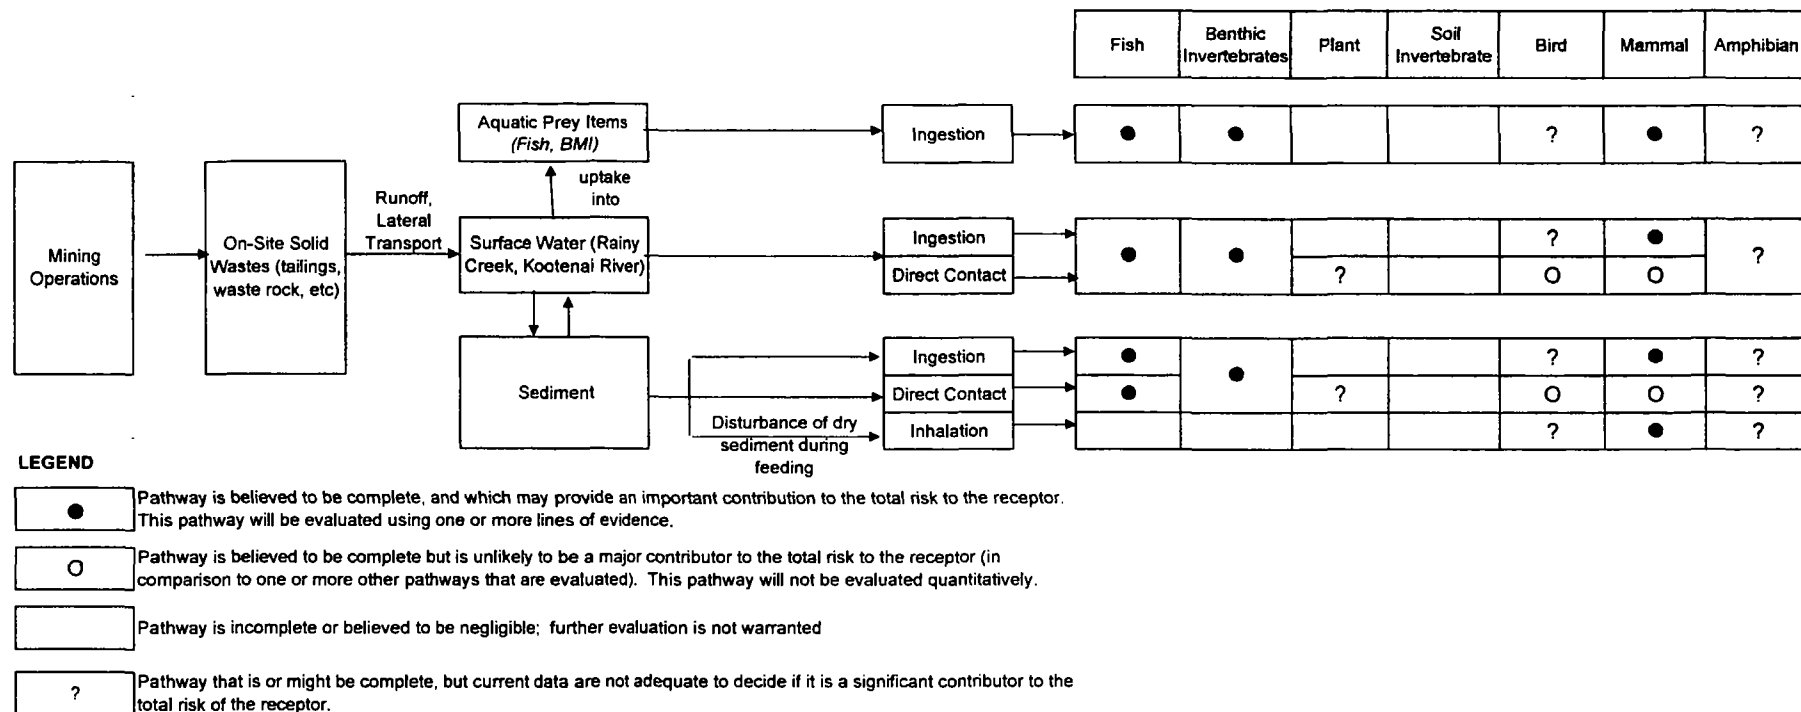 Fish
Benthic
Invertebrates
Plant
Soil
Invertebrate
Bird
Mammal
Amphibian
Aquatic Prey Items
(Fish, BMI)
Ingestion
●
●
?
●
?
uptake
into
Mining
Operations
On-Site Solid
Wastes (tailings,
waste rock, etc)
Runoff,
Lateral
Transport
Surface Water (Rainy
Creek, Kootenai River)
Ingestion
Direct Contact
●
●
?
●
?
?
O
O
Sediment
Ingestion
●
●
?
●
?
Direct Contact
●
?
O
O
?
Disturbance of dry
sediment during
feeding
Inhalation
?
●
?
LEGEND
● Pathway is believed to be complete, and which may provide an important contribution to the total risk to the receptor.
This pathway will be evaluated using one or more lines of evidence.
O Pathway is believed to be complete but is unlikely to be a major contributor to the total risk to the receptor (in
comparison to one or more other pathways that are evaluated). This pathway will not be evaluated quantitatively.
Pathway is incomplete or believed to be negligible; further evaluation is not warranted
? Pathway that is or might be complete, but current data are not adequate to decide if it is a significant contributor to the
total risk of the receptor.